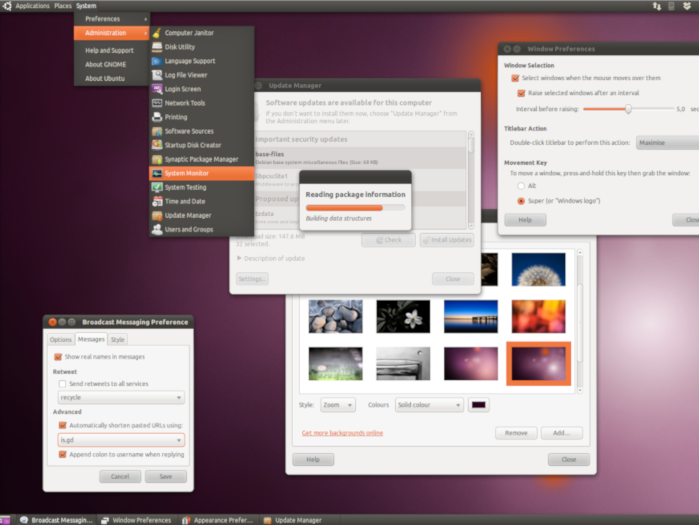 Applications Places System
Preferences
Administration
Help and Support
About GNOME
About Ubuntu
Computer Janitor
Disk Utility
Language Support
Log File Viewer
Login Screen
Network Tools
Printing
Software Sources
Startup Disk Creator
Synaptic Package Manager
System Monitor
System Testing
Time and Date
Update Manager
Users and Groups
Update Manager
Software updates are available for this computer
If you don't want to install them now, choose "Update Manager" from
the Administration menu later.
Important security updates
base-files
Debian base system miscellaneous files (Size: 69 KB)
Proposed up
tzdata
Reading package information
Building data structures
load size: 147.6 M
selected.
Check
Install Updates
Description of update
Settings...
Close
Window Preferences
Window Selection
Select windows when the mouse moves over them
Raise selected windows after an interval
Interval before raising:
5,0
Titlebar Action
Double-click titlebar to perform this action:
Maximise
Movement Key
To move a window, press-and-hold this key then grab the window:
Alt
Super (or "Windows logo")
Help
Clos
Style:
Zoom
Colours
Solid colour
Get more backgrounds online
Remove
Add...
Help
Close
Broadcast Messaging Preference
Options
Messages
Style
Show real names in messages
Retweet
Send retweets to all services
recycle
Advanced
Automatically shorten pasted URLs using:
is.gd
Append colon to username when replying
Cancel
Save
Broadcast Messagin...
Window Preferences
Appearance Prefer...
Update Manager